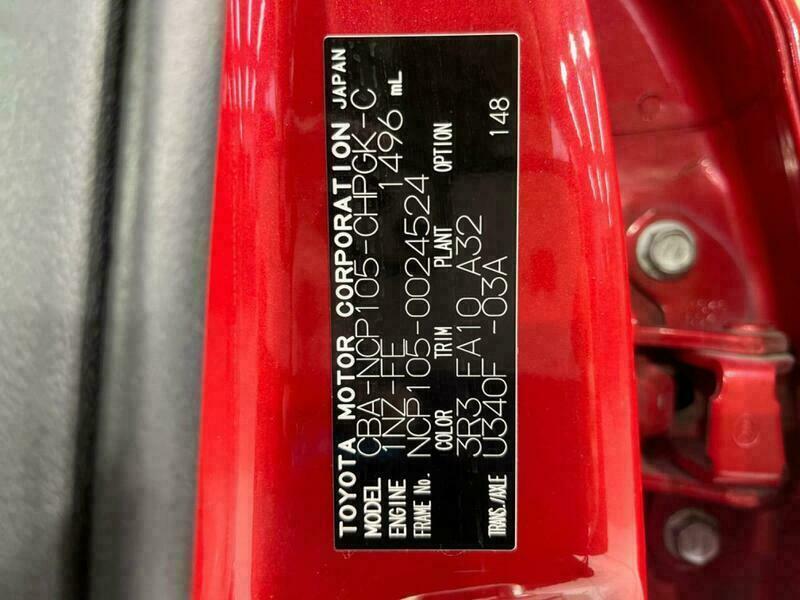 TOYOTA MOTOR CORPORATION JAPAN
MODEL CBA-NCP105-CHPGK-C
ENGINE 1NZ-FE 1496 mL
FRAME No. NCP105-0024524
COLOR TRIM PLANT OPTION
3R3 FA10 A32 148
TRANS./AXLE U340F -03A